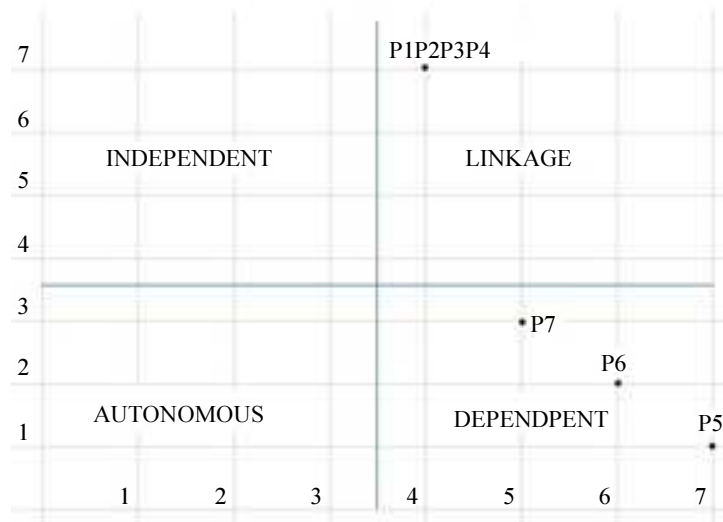 7
P1P2P3P4
6
INDEPENDENT
LINKAGE
5
4
3
P7
2
P6
AUTONOMOUS
DEPENDPENT
P5
1
1 2 3 4 5 6 7